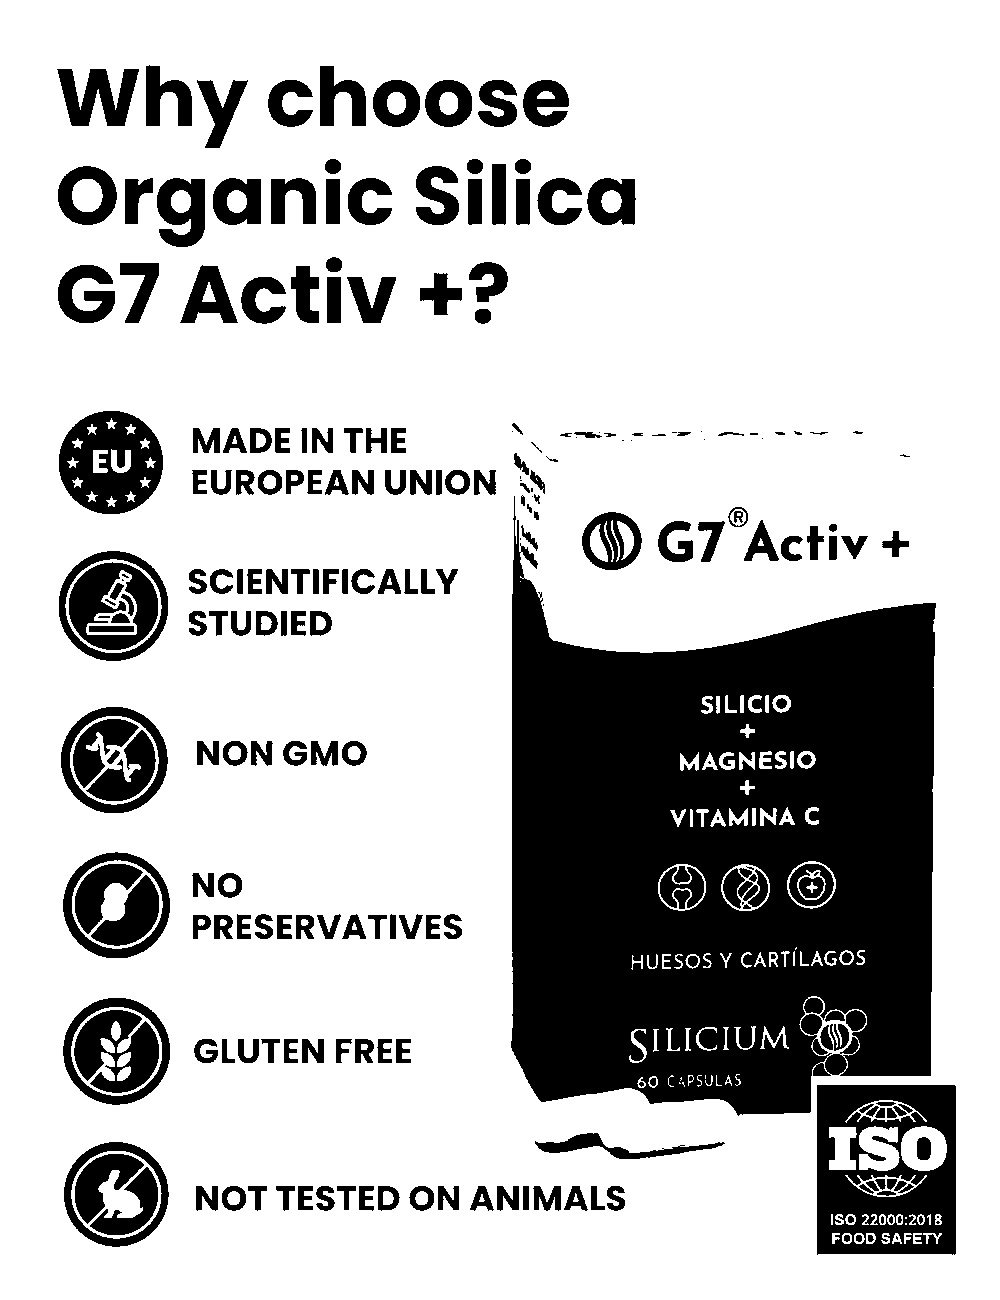 Why choose
Organic Silica
G7 Activ +?
EU
MADE IN THE
EUROPEAN UNION
SCIENTIFICALLY
STUDIED
NON GMO
NO
PRESERVATIVES
GLUTEN FREE
NOT TESTED ON ANIMALS
G7® Activ +
SILICIO
+
MAGNESIO
+
VITAMINA C
HUESOS Y CARTÍLAGOS
SILICIUM
60 CAPSULAS
ISO
ISO 22000:2018
FOOD SAFETY